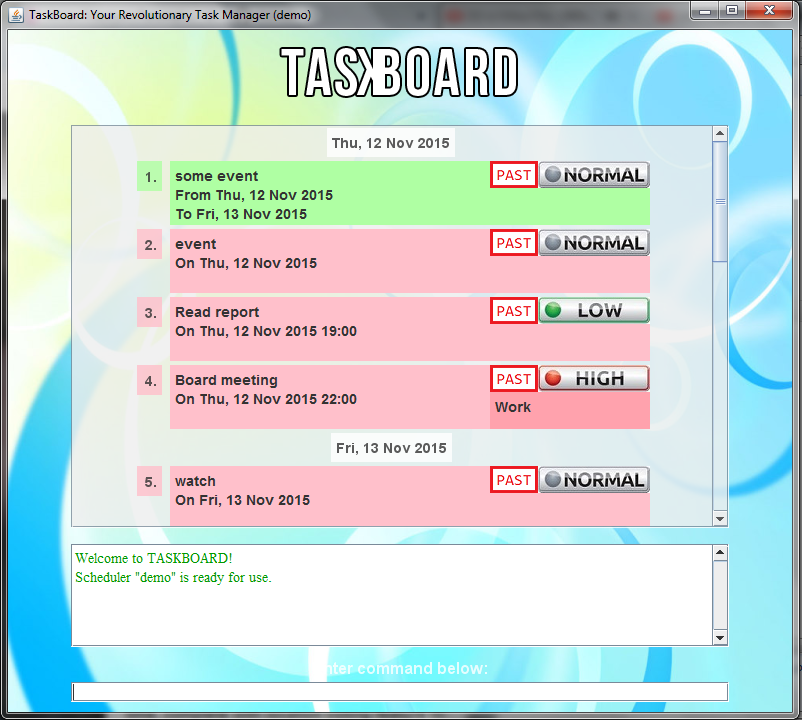 TaskBoard: Your Revolutionary Task Manager (demo)
TASKBOARD
Thu, 12 Nov 2015
1.
some event
PAST
NORMAL
From Thu, 12 Nov 2015
To Fri, 13 Nov 2015
2.
event
PAST
NORMAL
On Thu, 12 Nov 2015
3.
Read report
PAST
LOW
On Thu, 12 Nov 2015 19:00
4.
Board meeting
PAST
HIGH
On Thu, 12 Nov 2015 22:00
Work
Fri, 13 Nov 2015
5.
watch
PAST
NORMAL
On Fri, 13 Nov 2015
Welcome to TASKBOARD!
Scheduler "demo" is ready for use.
Enter command below: